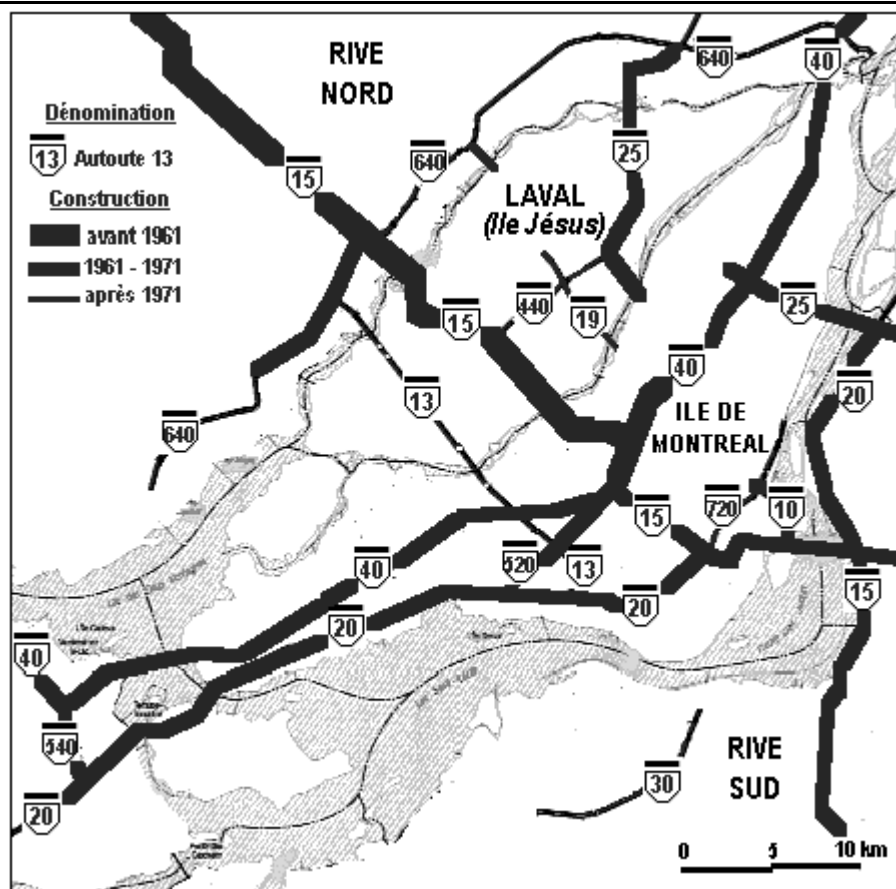 RIVE
NORD
640
40
Dénomination
13 Autoute 13
25
640
15
Construction
avant 1961
1961 - 1971
après 1971
LAVAL
(Ile Jésus)
440
19
15
25
40
20
13
ILE DE
MONTREAL
640
15
720
10
40
520
13
20
15
20
40
540
20
30
RIVE
SUD
0 5 10 km